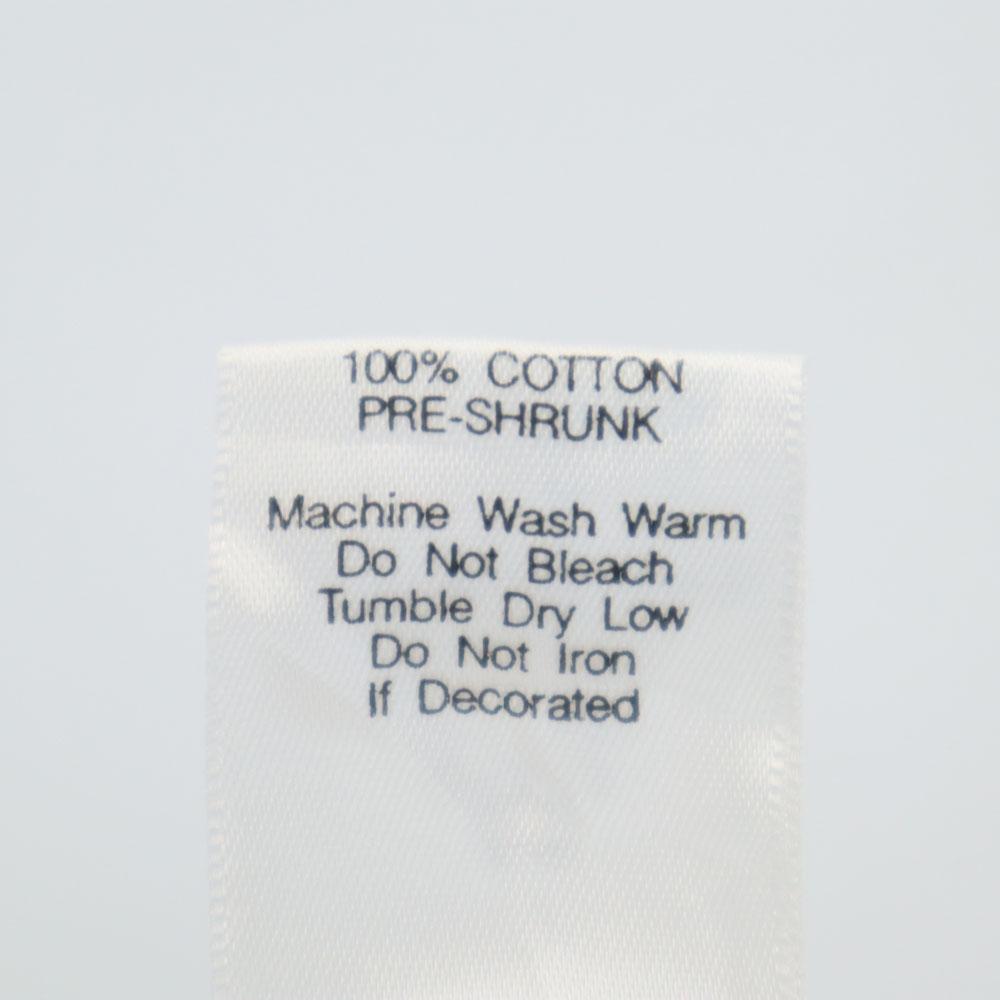 100% COTTON
PRE-SHRUNK
Machine Wash Warm
Do Not Bleach
Tumble Dry Low
Do Not Iron
If Decorated